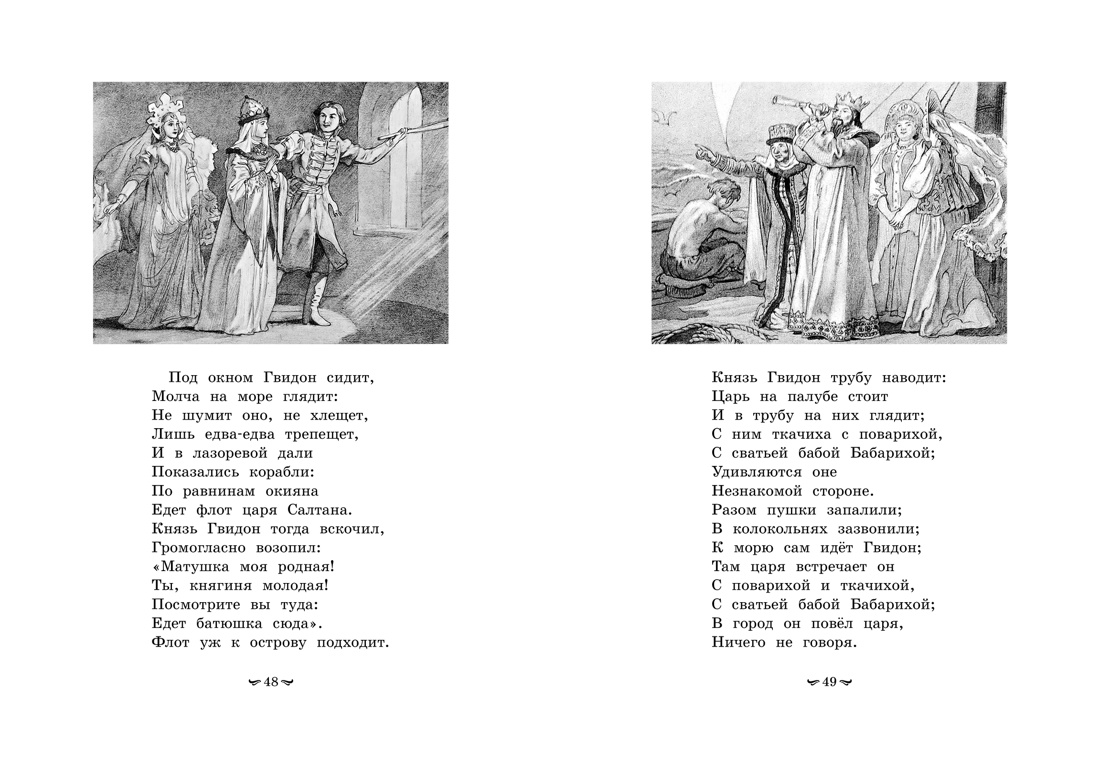 Под окном Гвидон сидит,
Молча на море глядит:
Не шумит оно, не хлещет,
Лишь едва-едва трепещет,
И в лазоревой дали
Показались корабли:
По равнинам окияна
Едет флот царя Салтана.
Князь Гвидон тогда вскочил,
Громогласно возопил:
«Матушка моя родная!
Ты, княгиня молодая!
Посмотрите вы туда:
Едет батюшка сюда».
Флот уж к острову подходит.
48
Князь Гвидон трубу наводит:
Царь на палубе стоит
И в трубу на них глядит;
С ним ткачиха с поварихой,
С сватьей бабой Бабарихой;
Удивляются оне
Незнакомой стороне.
Разом пушки запалили;
В колокольнях зазвонили;
К морю сам идёт Гвидон;
Там царя встречает он
С поварихой и ткачихой,
С сватьей бабой Бабарихой;
В город он повёл царя,
Ничего не говоря.
49